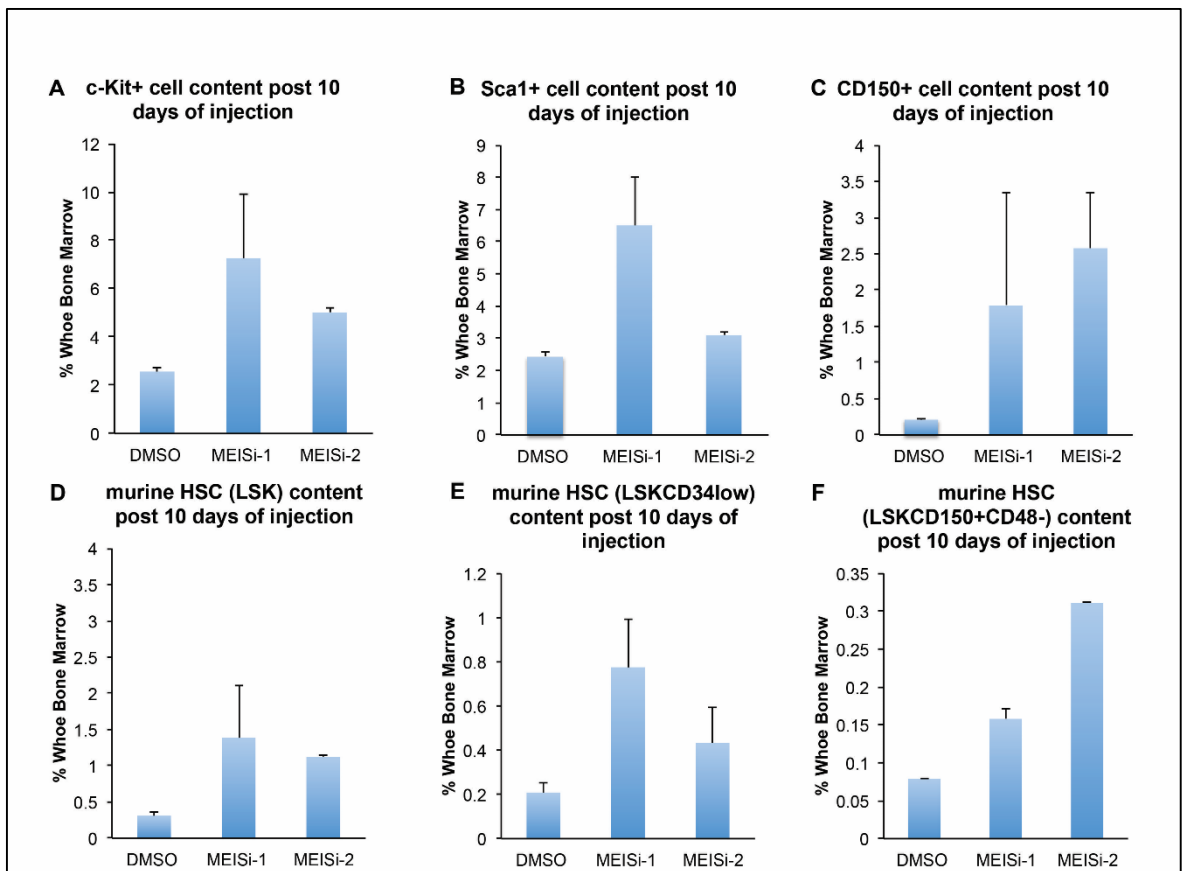 A c-Kit+ cell content post 10
days of injection
% Whoe Bone Marrow
12
10
8
6
4
2
0
DMSO MEISi-1 MEISi-2
B Sca1+ cell content post 10
days of injection
% Whoe Bone Marrow
9
8
7
6
5
4
3
2
1
0
DMSO MEISi-1 MEISi-2
C CD150+ cell content post 10
days of injection
% Whoe Bone Marrow
4
3.5
3
2.5
2
1.5
1
0.5
0
DMSO MEISi-1 MEISi-2
D murine HSC (LSK) content
post 10 days of injection
% Whoe Bone Marrow
4
3.5
3
2.5
2
1.5
1
0.5
0
DMSO MEISi-1 MEISi-2
E murine HSC (LSKCD34low)
content post 10 days of
injection
% Whoe Bone Marrow
1.2
1
0.8
0.6
0.4
0.2
0
DMSO MEISi-1 MEISi-2
F murine HSC
(LSKCD150+CD48-) content
post 10 days of injection
% Whoe Bone Marrow
0.35
0.3
0.25
0.2
0.15
0.1
0.05
0
DMSO MEISi-1 MEISi-2